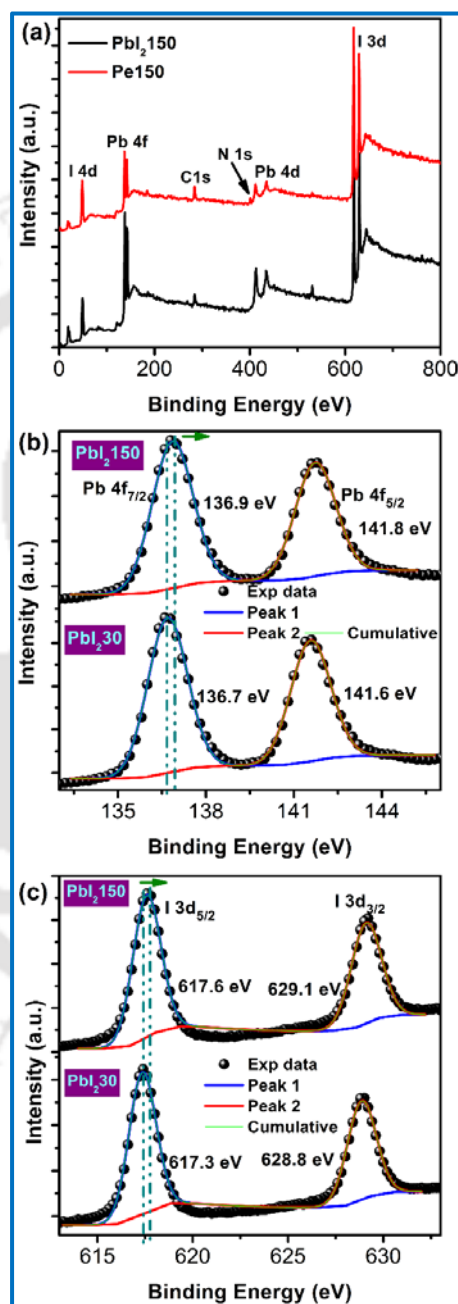 (a)
PbI₂150
Pe150
I 4d
Pb 4f
C1s
N 1s
Pb 4d
I 3d
Intensity (a.u.)
0 200 400 600 800
Binding Energy (eV)
(b)
PbI₂150
Pb 4f₇/₂
136.9 eV
Pb 4f₅/₂
141.8 eV
Exp data
Peak 1
Peak 2
Cumulative
PbI₂30
136.7 eV
141.6 eV
Intensity (a.u.)
135 138 141 144
Binding Energy (eV)
(c)
PbI₂150
I 3d₅/₂
I 3d₃/₂
617.6 eV
629.1 eV
Exp data
Peak 1
Peak 2
Cumulative
PbI₂30
617.3 eV
628.8 eV
Intensity (a.u.)
615 620 625 630
Binding Energy (eV)